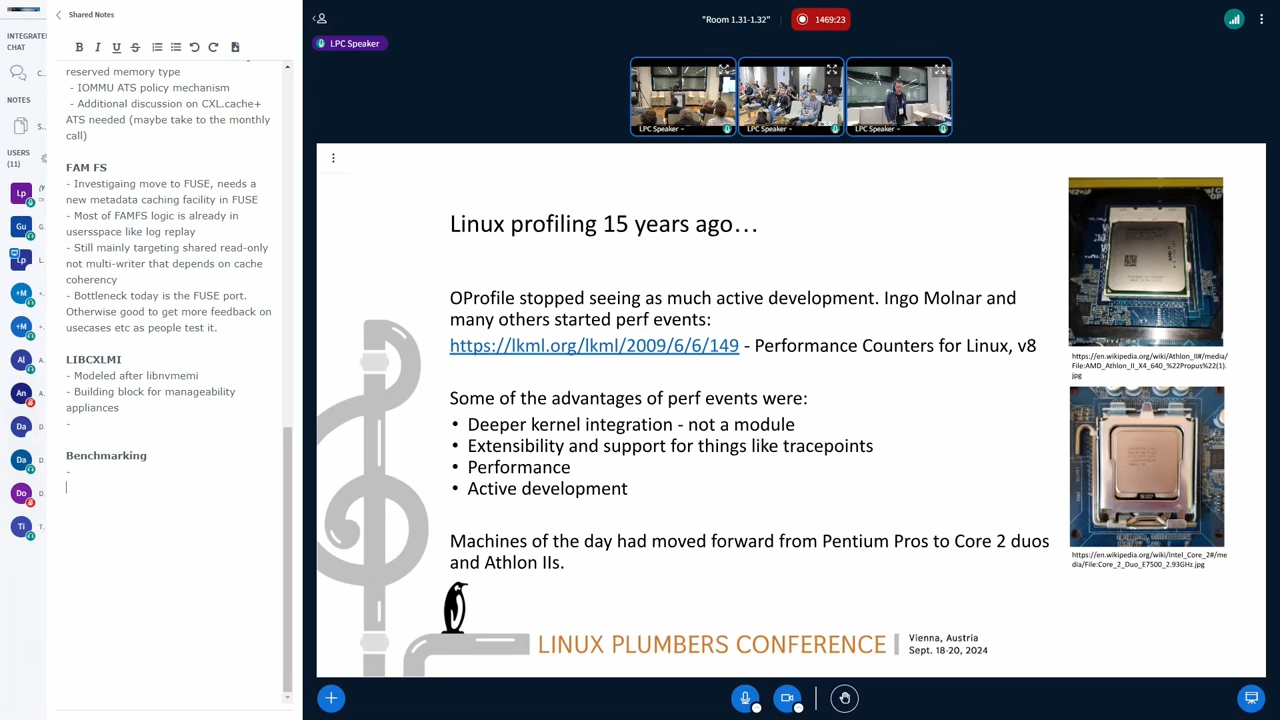 Shared Notes
INTEGRATE
CHAT
C.
NOTES
S..
USERS
(11)
reserved memory type
- IOMMU ATS policy mechanism
- Additional discussion on CXL.cache+
ATS needed (maybe take to the monthly
call)
FAM FS
- Investigaing move to FUSE, needs a
new metadata caching facility in FUSE
- Most of FAMFS logic is already in
usersspace like log replay
- Still mainly targeting shared read-only
not multi-writer that depends on cache
coherency
- Bottleneck today is the FUSE port.
Otherwise good to get more feedback on
usecases etc as people test it.
LIBCXLMI
- Modeled after libnvmemi
- Building block for manageability
appliances
-
Benchmarking
-
Lp
Gu
G.
Lp
+M
+M
Al
An
Da
Da
Do
Ti
"Room 1.31-1.32"
1469:23
LPC Speaker
LPC Speaker
LPC Speaker
LPC Speaker
Linux profiling 15 years ago…
OProfile stopped seeing as much active development. Ingo Molnar and
many others started perf events:
https://lkml.org/lkml/2009/6/6/149 - Performance Counters for Linux, v8
Some of the advantages of perf events were:
• Deeper kernel integration - not a module
• Extensibility and support for things like tracepoints
• Performance
• Active development
Machines of the day had moved forward from Pentium Pros to Core 2 duos
and Athlon IIs.
https://en.wikipedia.org/wiki/Athlon_II#/media/
File:AMD_Athlon_II_X4_640_%22Propus%22(1).
jpg
https://en.wikipedia.org/wiki/Intel_Core_2#/me
dia/File:Core_2_Duo_E7500_2.93GHz.jpg
LINUX PLUMBERS CONFERENCE
Vienna, Austria
Sept. 18-20, 2024